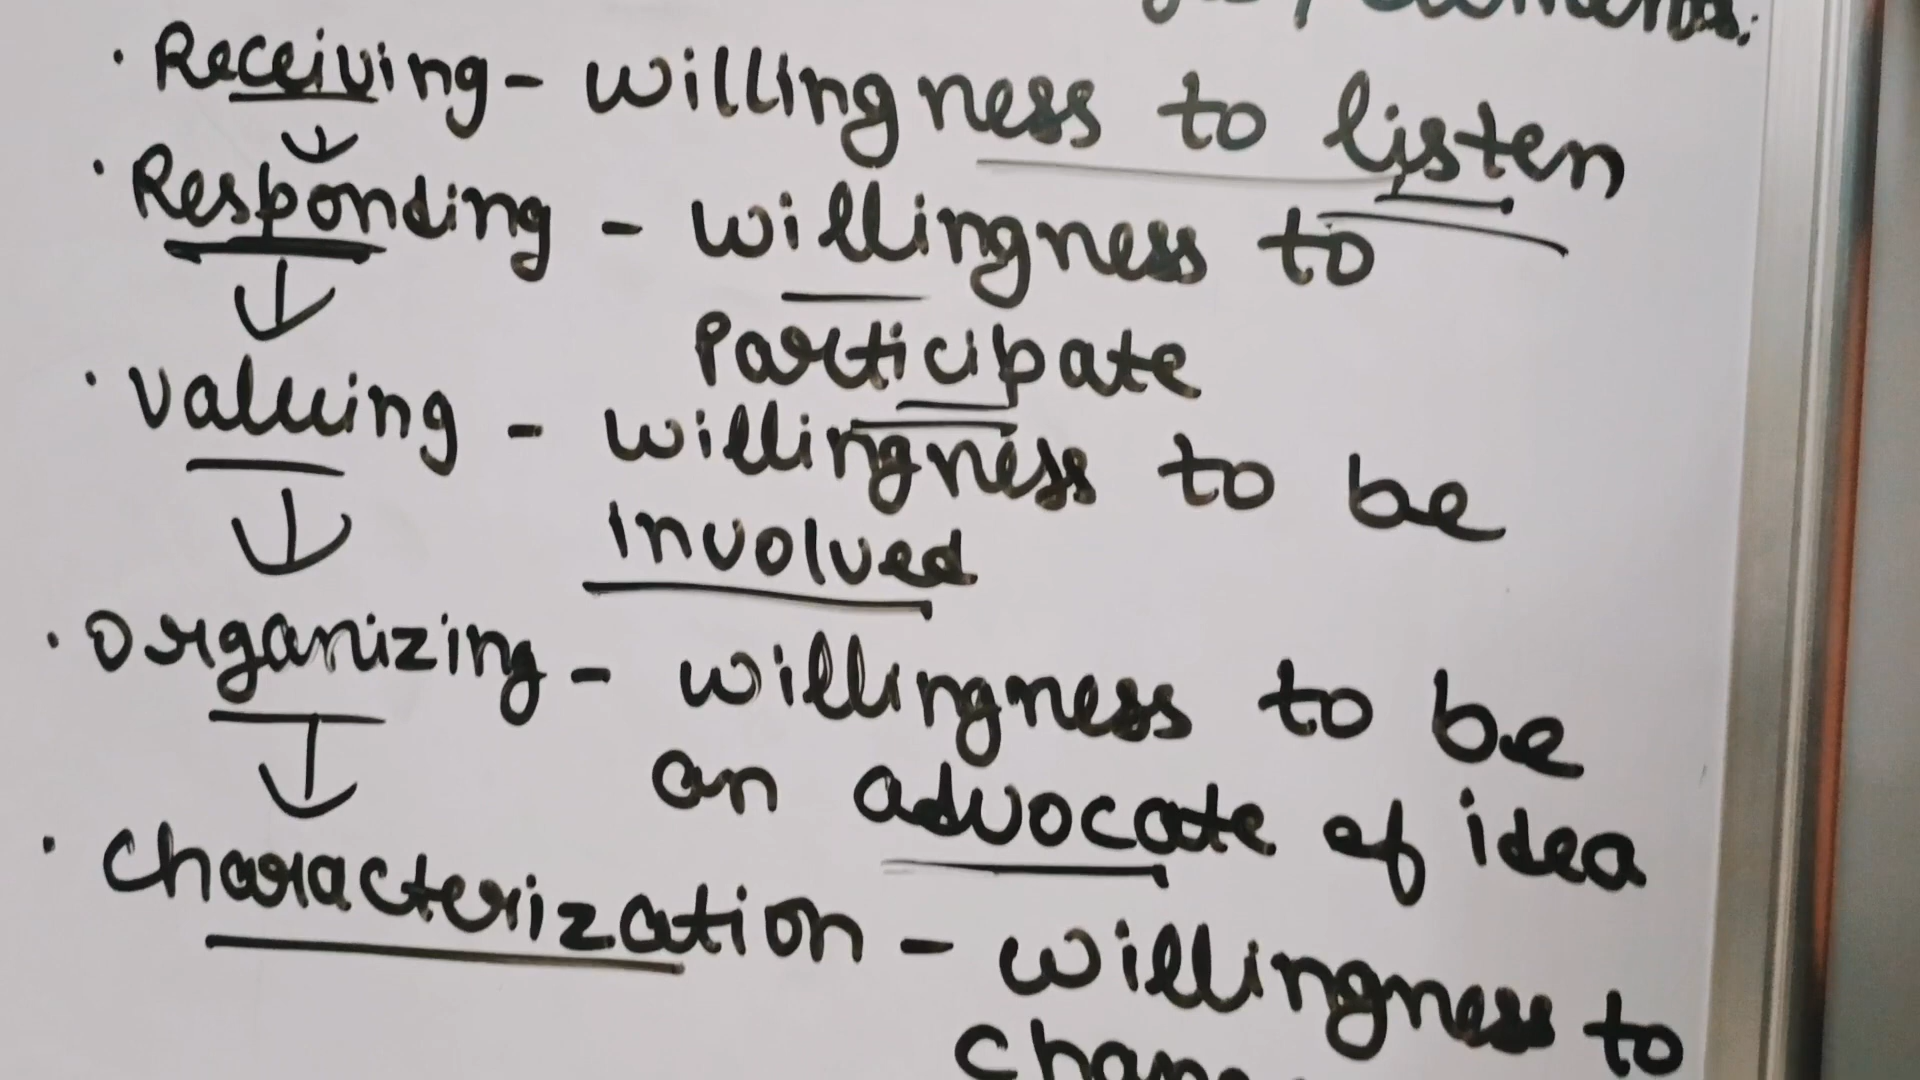 · Receiving - willingness to listen
· Responding - willingness to
Participate
· valuing - willingness to be
involved
· Organizing - willingness to be
an advocate of idea
· Characterization - willingness to